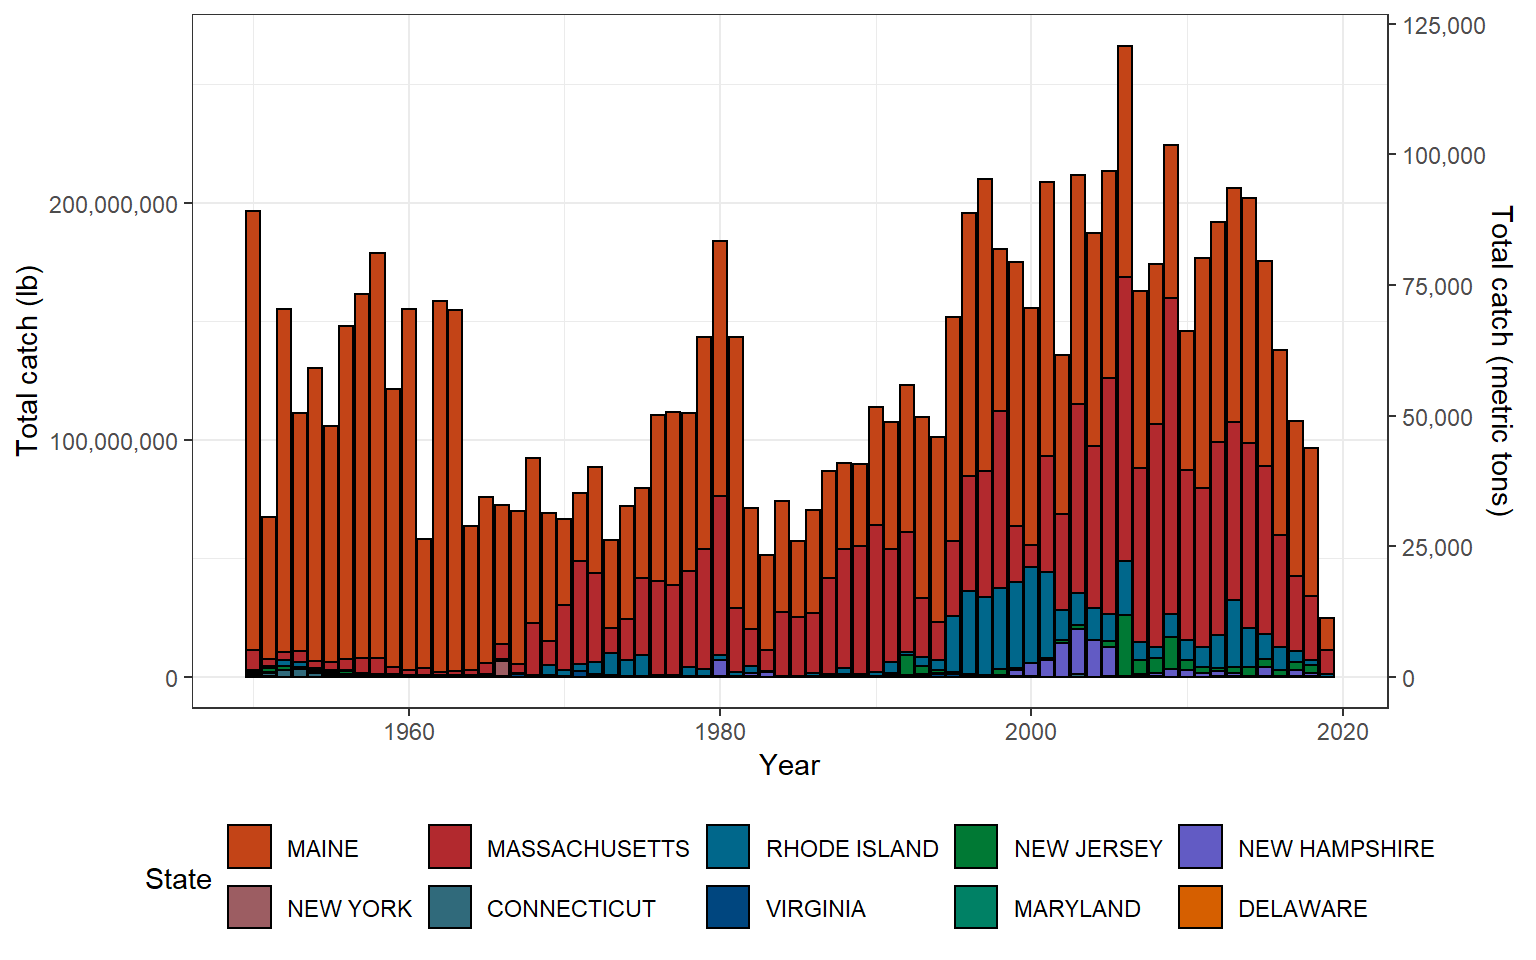 Total catch (lb)
200,000,000
100,000,000
0
125,000
100,000
75,000
50,000
25,000
0
Total catch (metric tons)
1960 1980 2000 2020
Year
State
MAINE MASSACHUSETTS RHODE ISLAND NEW JERSEY NEW HAMPSHIRE
NEW YORK CONNECTICUT VIRGINIA MARYLAND DELAWARE